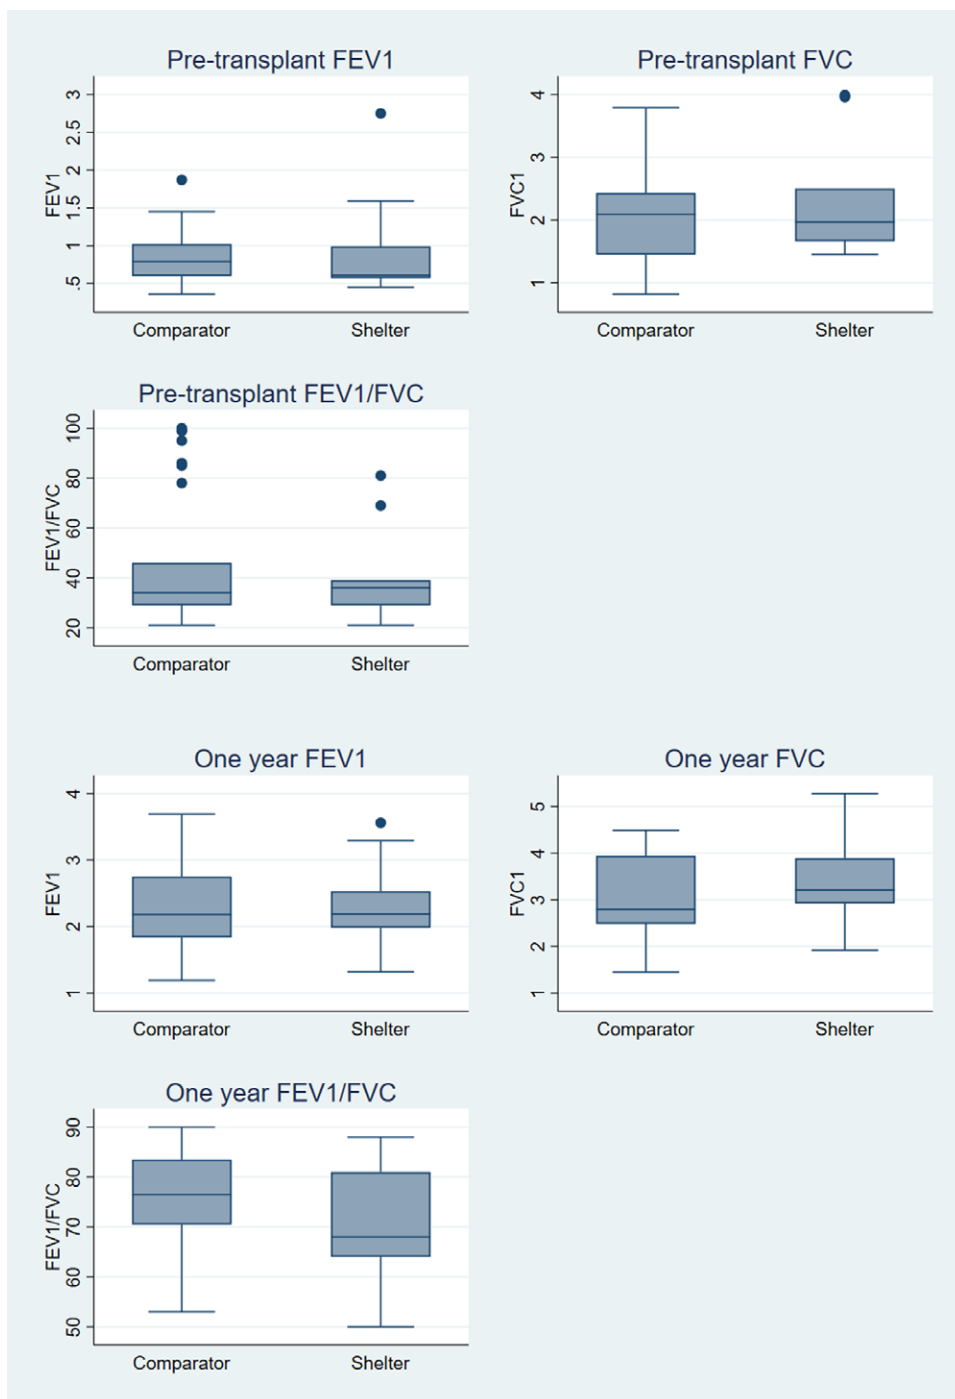 Pre-transplant FEV1
Pre-transplant FVC
FEV1
3
2.5
2
1.5
1
.5
Comparator
Shelter
FVC1
4
3
2
1
Comparator
Shelter
Pre-transplant FEV1/FVC
FEV1/FVC
100
80
60
40
20
Comparator
Shelter
One year FEV1
One year FVC
FEV1
4
3
2
1
Comparator
Shelter
FVC1
5
4
3
2
1
Comparator
Shelter
One year FEV1/FVC
FEV1/FVC
90
80
70
60
50
Comparator
Shelter